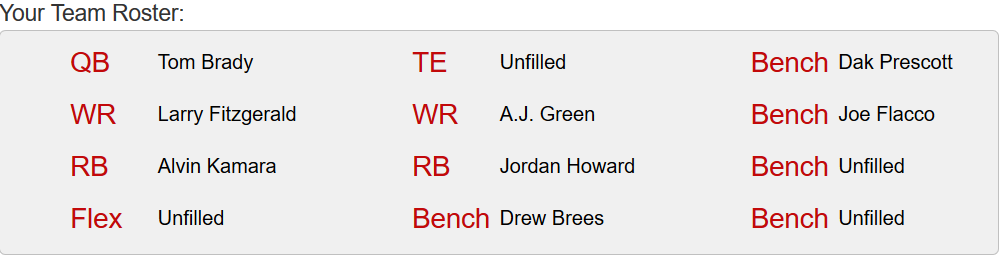 Your Team Roster:
QB Tom Brady TE Unfilled Bench Dak Prescott
WR Larry Fitzgerald WR A.J. Green Bench Joe Flacco
RB Alvin Kamara RB Jordan Howard Bench Unfilled
Flex Unfilled Bench Drew Brees Bench Unfilled